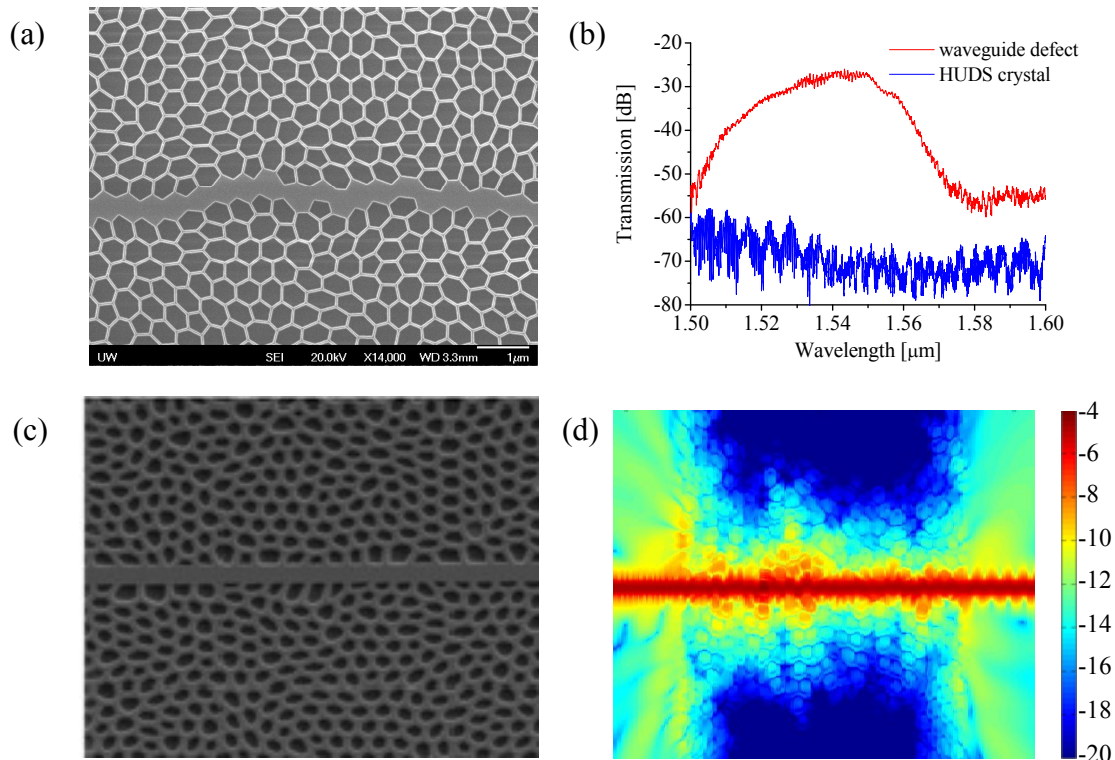 (a)
UW SEI 20.0kV X14,000 WD 3.3mm 1μm
(b)
-20
-30
-40
-50
-60
-70
-80
Transmission [dB]
waveguide defect
HUDS crystal
1.50 1.52 1.54 1.56 1.58 1.60
Wavelength [μm]
(c)
(d)
-4
-6
-8
-10
-12
-14
-16
-18
-20